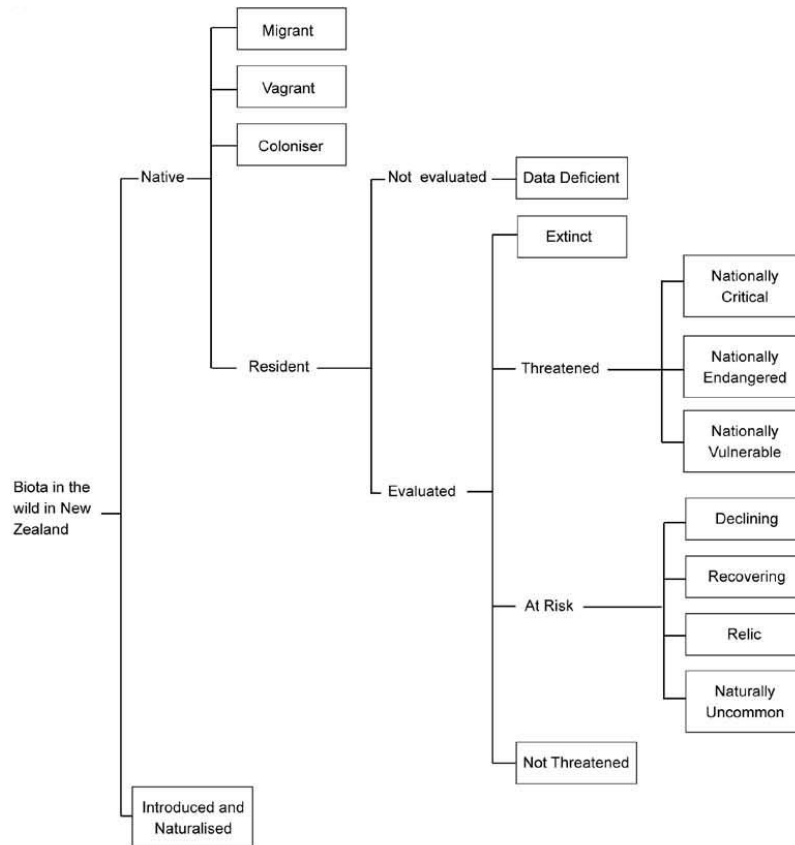 Migrant
Vagrant
Coloniser
Native
Not evaluated
Data Deficient
Extinct
Nationally
Critical
Resident
Threatened
Nationally
Endangered
Nationally
Vulnerable
Evaluated
Biota in the
wild in New
Zealand
Declining
Recovering
At Risk
Relic
Naturally
Uncommon
Not Threatened
Introduced and
Naturalised